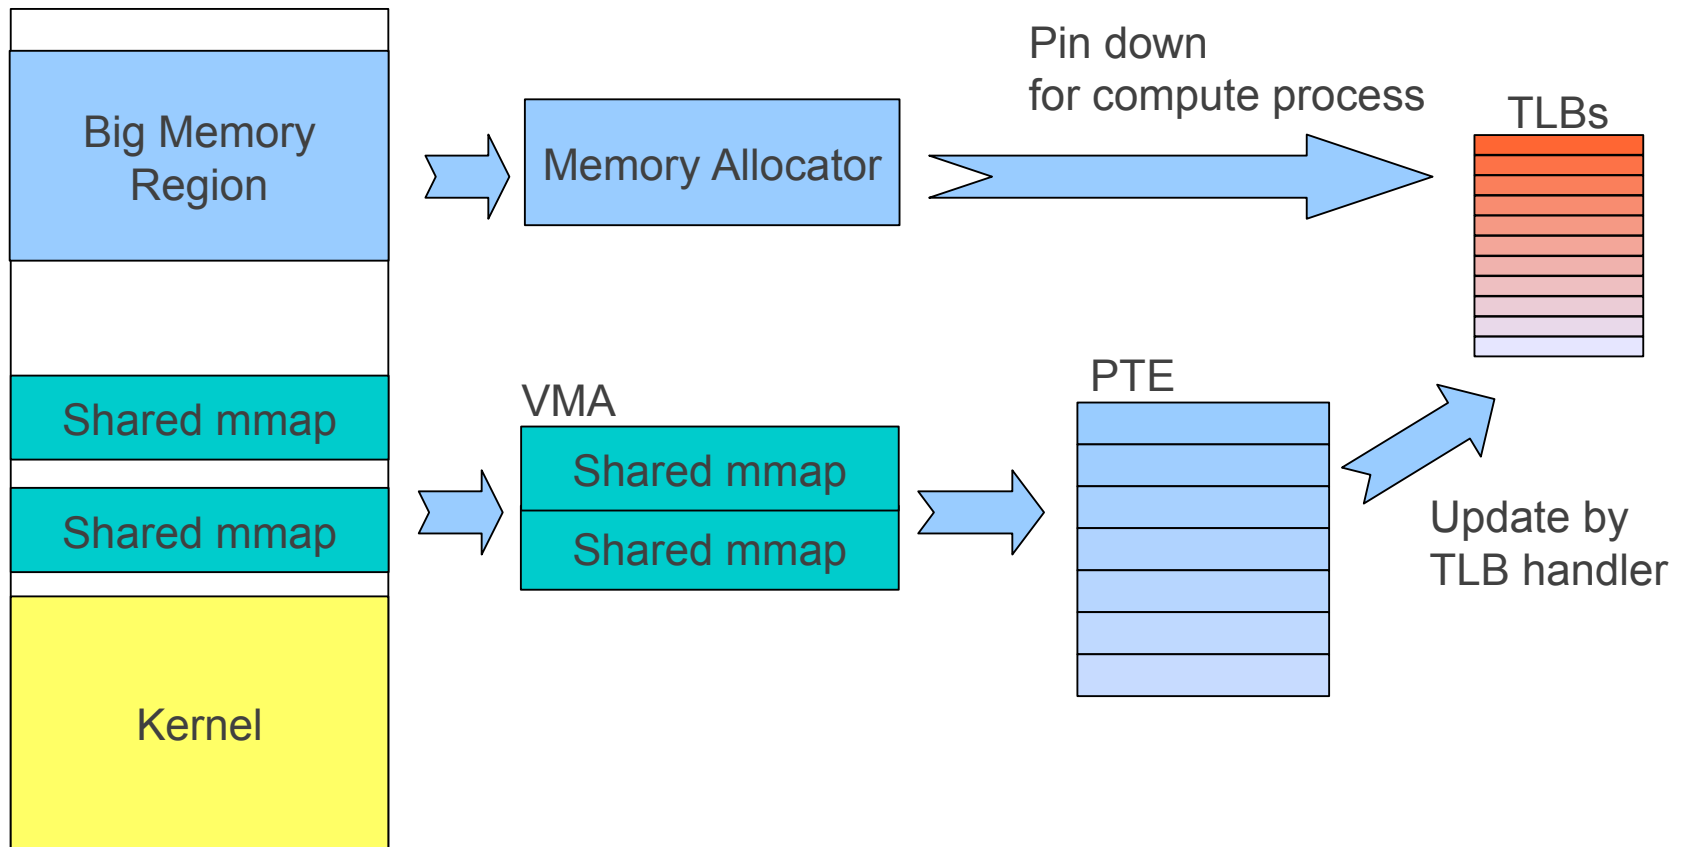 Big Memory
Region
Memory Allocator
Pin down
for compute process
TLBs
Shared mmap
Shared mmap
VMA
Shared mmap
Shared mmap
PTE
Update by
TLB handler
Kernel